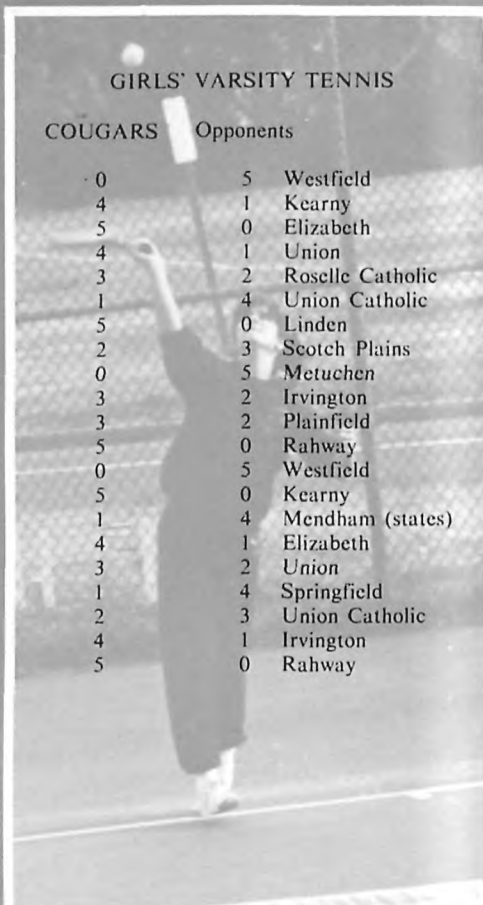 GIRLS' VARSITY TENNIS
COUGARS Opponents
0 5 Westfield
4 1 Kearny
5 0 Elizabeth
4 1 Union
3 2 Roselle Catholic
1 4 Union Catholic
5 0 Linden
2 3 Scotch Plains
0 5 Metuchen
3 2 Irvington
3 2 Plainfield
5 0 Rahway
0 5 Westfield
5 0 Kearny
1 4 Mendham (states)
4 1 Elizabeth
3 2 Union
1 4 Springfield
2 3 Union Catholic
4 1 Irvington
5 0 Rahway